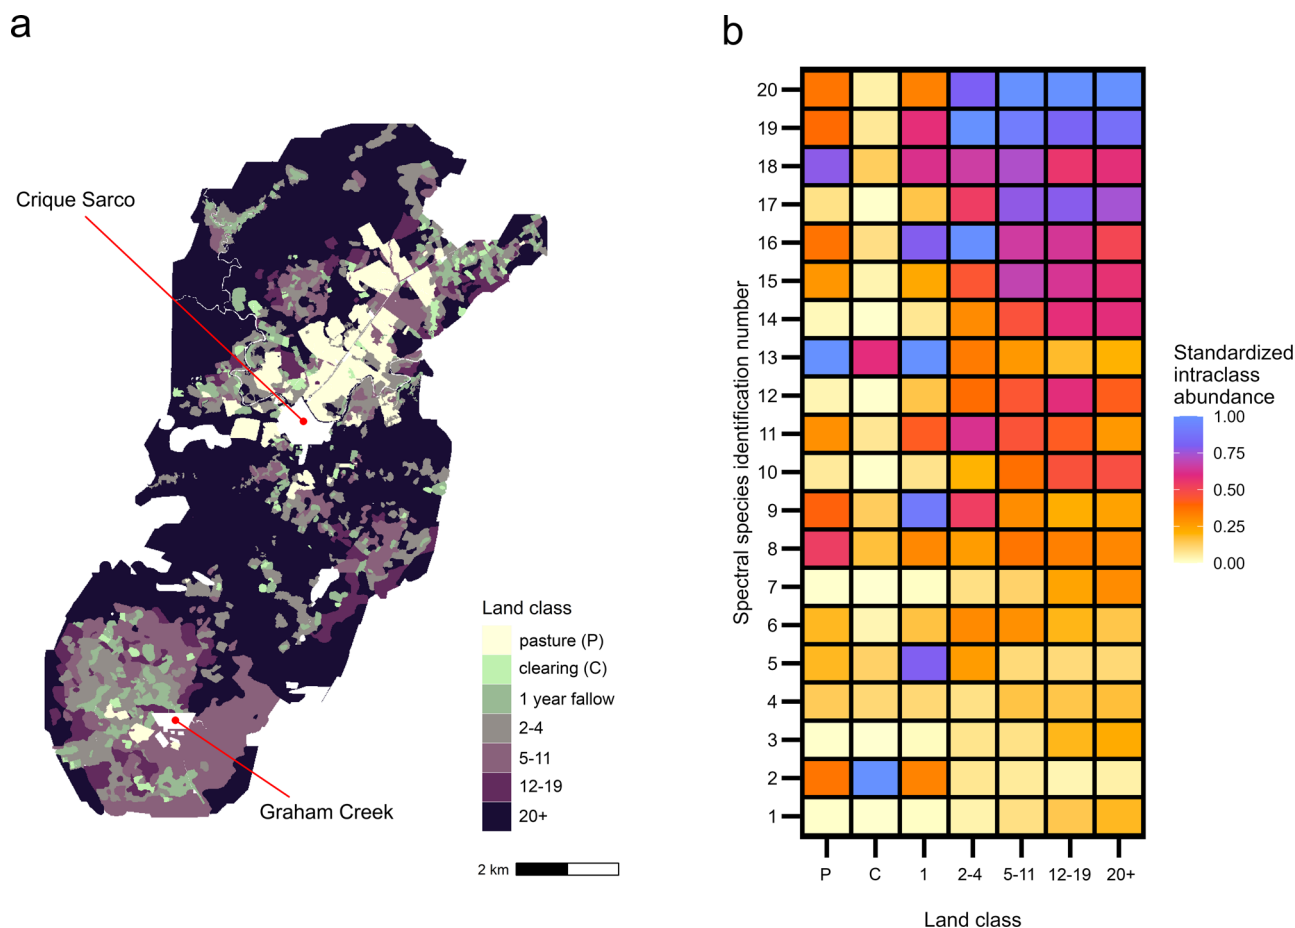 a
Crique Sarco
Graham Creek
Land class
pasture (P)
clearing (C)
1 year fallow
2-4
5-11
12-19
20+
2 km
b
Spectral species identification number
20
19
18
17
16
15
14
13
12
11
10
9
8
7
6
5
4
3
2
1
P C 1 2-4 5-11 12-19 20+
Land class
Standardized
intraclass
abundance
1.00
0.75
0.50
0.25
0.00